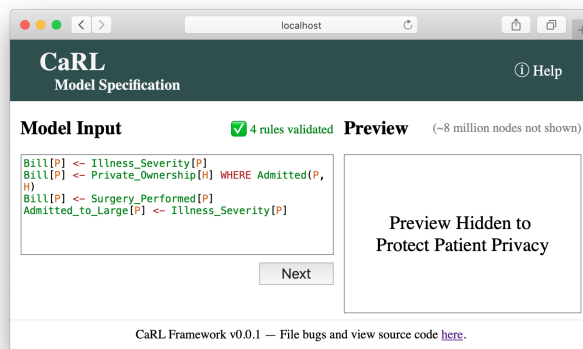 localhost
CaRL
Model Specification
ⓘ Help
Model Input
✅ 4 rules validated
Preview
(~8 million nodes not shown)
Bill[P] <- Illness_Severity[P]
Bill[P] <- Private_Ownership[H] WHERE Admitted(P,
H)
Bill[P] <- Surgery_Performed[P]
Admitted_to_Large[P] <- Illness_Severity[P]
Preview Hidden to
Protect Patient Privacy
Next
CaRL Framework v0.0.1 — File bugs and view source code here.